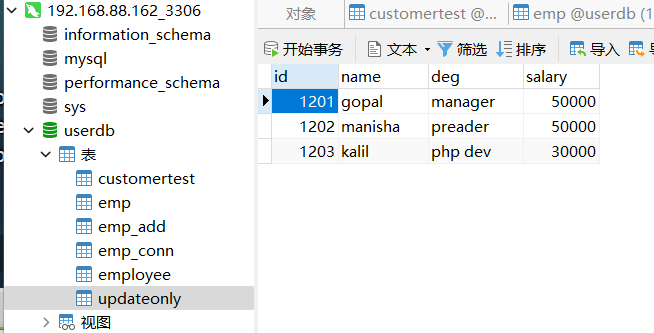 192.168.88.162_3306
information_schema
mysql
performance_schema
sys
userdb
表
customertest
emp
emp_add
emp_conn
employee
updateonly
视图
对象 customertest @... emp @userdb (1
开始事务 文本 筛选 排序 导入
id name deg salary
1201 gopal manager 50000
1202 manisha preader 50000
1203 kalil php dev 30000